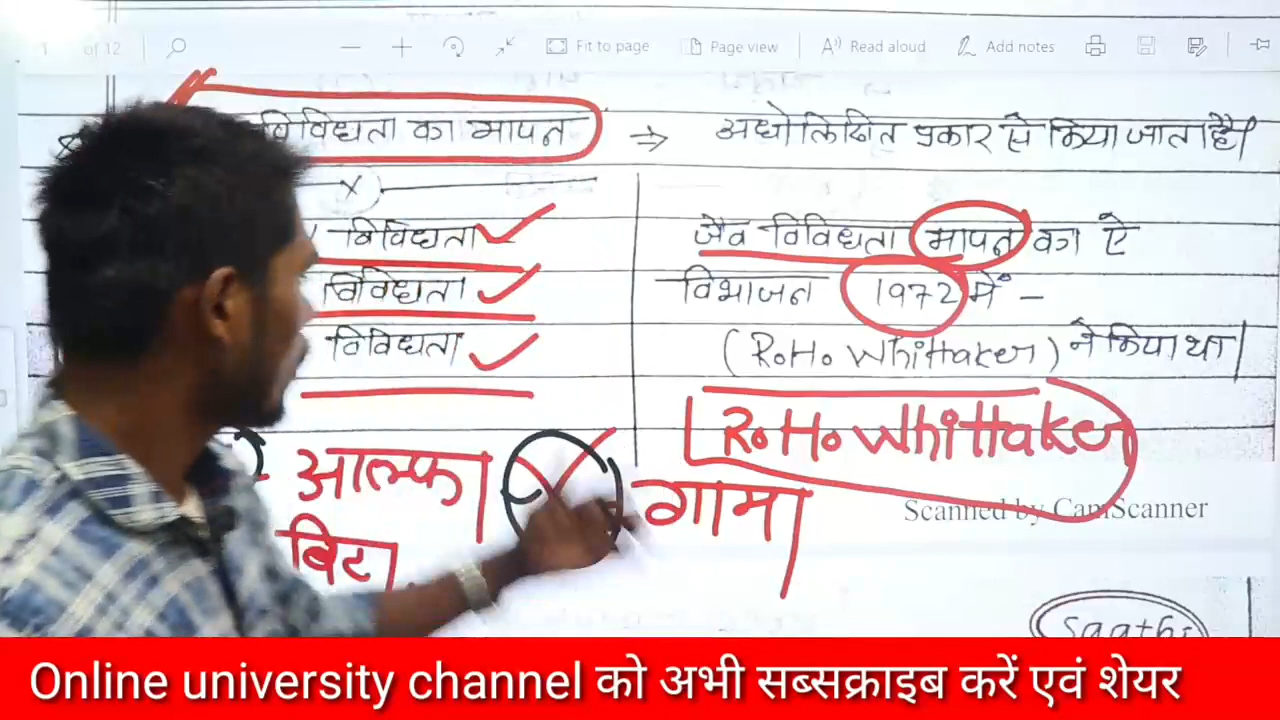 1 of 12 Fit to page Page view Read aloud Add notes
विविधता का मापन ⇒ अधोलिखित प्रकार से किया जाता है।
विविधता
जैव विविधता मापन का ऐ
विविधता
विभाजन 1972 में -
विविधता
(R.H. Whittaker) ने किया था
R.H. Whittaker
आल्फा
गामा
Scanned by CamScanner
बिटा
saathi
Online university channel को अभी सब्सक्राइब करें एवं शेयर